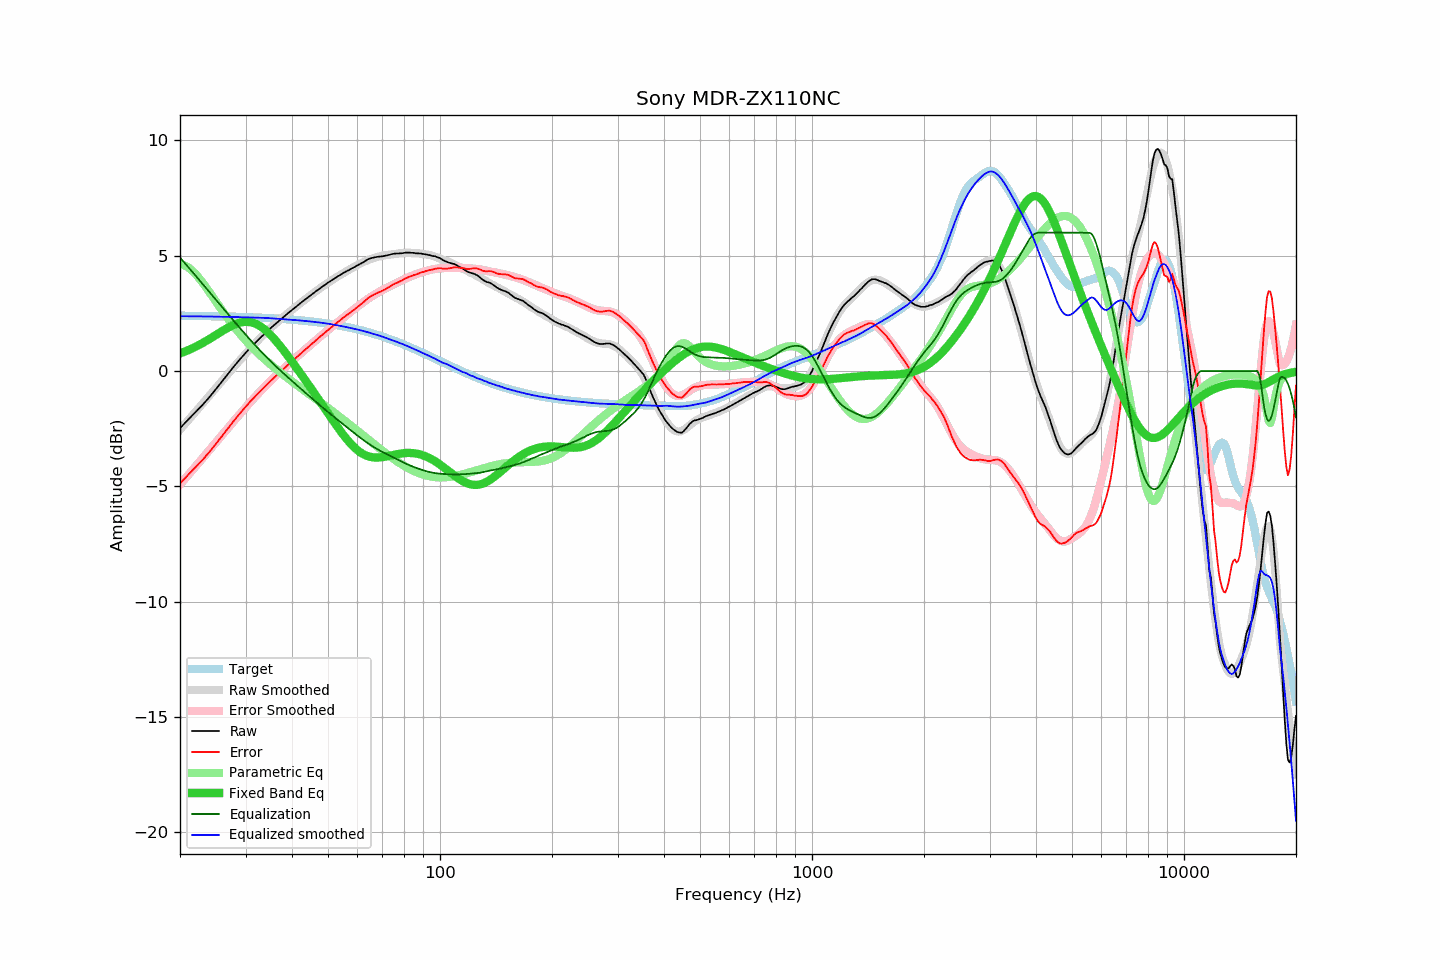 Sony MDR-ZX110NC
10
5
0
−5
−10
−15
−20
Amplitude (dBr)
Target
Raw Smoothed
Error Smoothed
Raw
Error
Parametric Eq
Fixed Band Eq
Equalization
Equalized smoothed
100
1000
10000
Frequency (Hz)